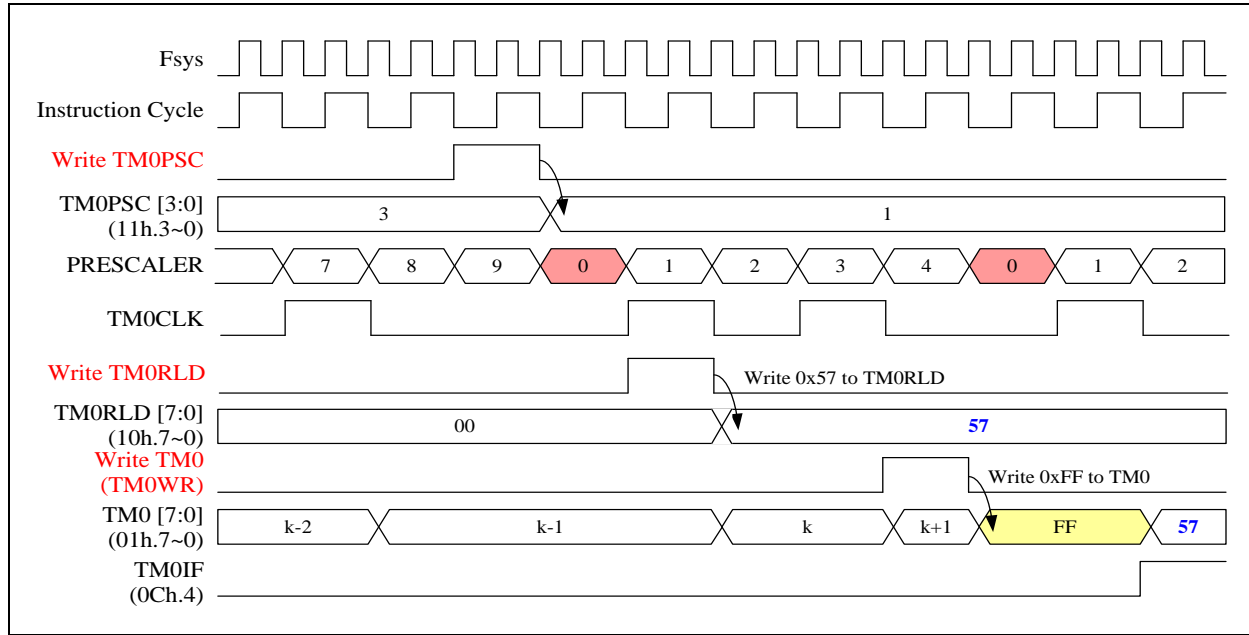 Fsys
Instruction Cycle
Write TM0PSC
TM0PSC [3:0]
(11h.3~0)
3
1
PRESCALER
7
8
9
0
1
2
3
4
0
1
2
TM0CLK
Write TM0RLD
Write 0x57 to TM0RLD
TM0RLD [7:0]
(10h.7~0)
00
57
Write TM0
(TM0WR)
Write 0xFF to TM0
TM0 [7:0]
(01h.7~0)
k-2
k-1
k
k+1
FF
57
TM0IF
(0Ch.4)